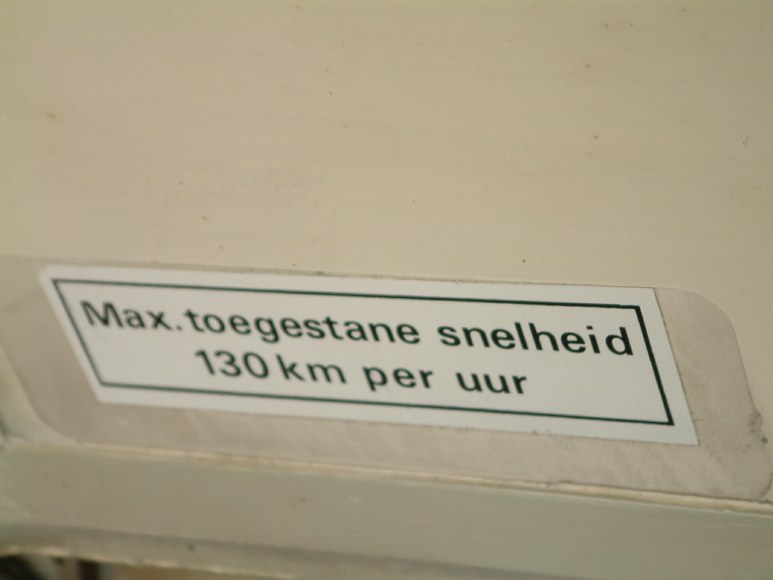 Max. toegestane snelheid
130 km per uur